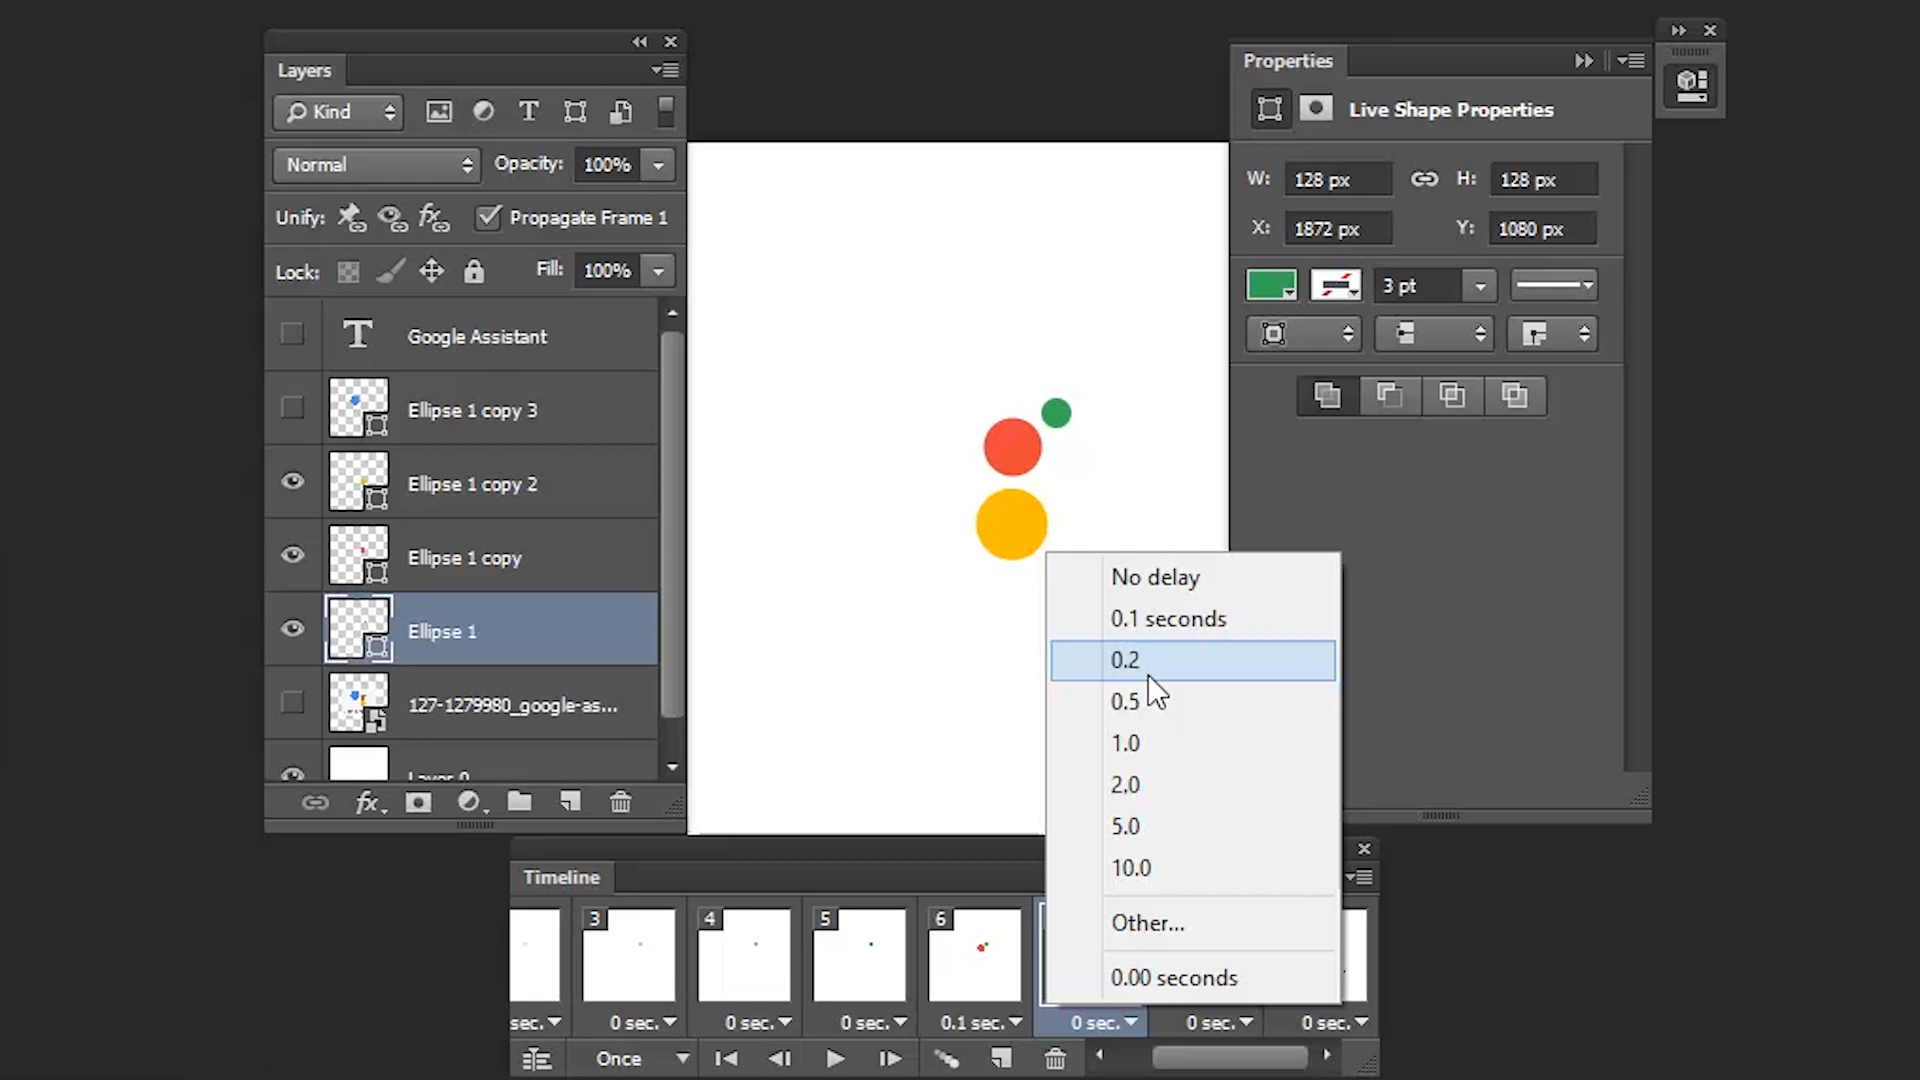 Layers
Kind
T
Normal
Opacity: 100%
Unify:
Propagate Frame 1
Lock:
Fill: 100%
T Google Assistant
Ellipse 1 copy 3
Ellipse 1 copy 2
Ellipse 1 copy
Ellipse 1
127-1279980_google-as...
Layer 0
fx
Properties
Live Shape Properties
W: 128 px
H: 128 px
X: 1872 px
Y: 1080 px
3 pt
No delay
0.1 seconds
0.2
0.5
1.0
2.0
5.0
10.0
Other...
0.00 seconds
Timeline
3
4
5
6
sec.
0 sec.
0 sec.
0 sec.
0.1 sec.
0 sec.
0 sec.
0 sec.
Once